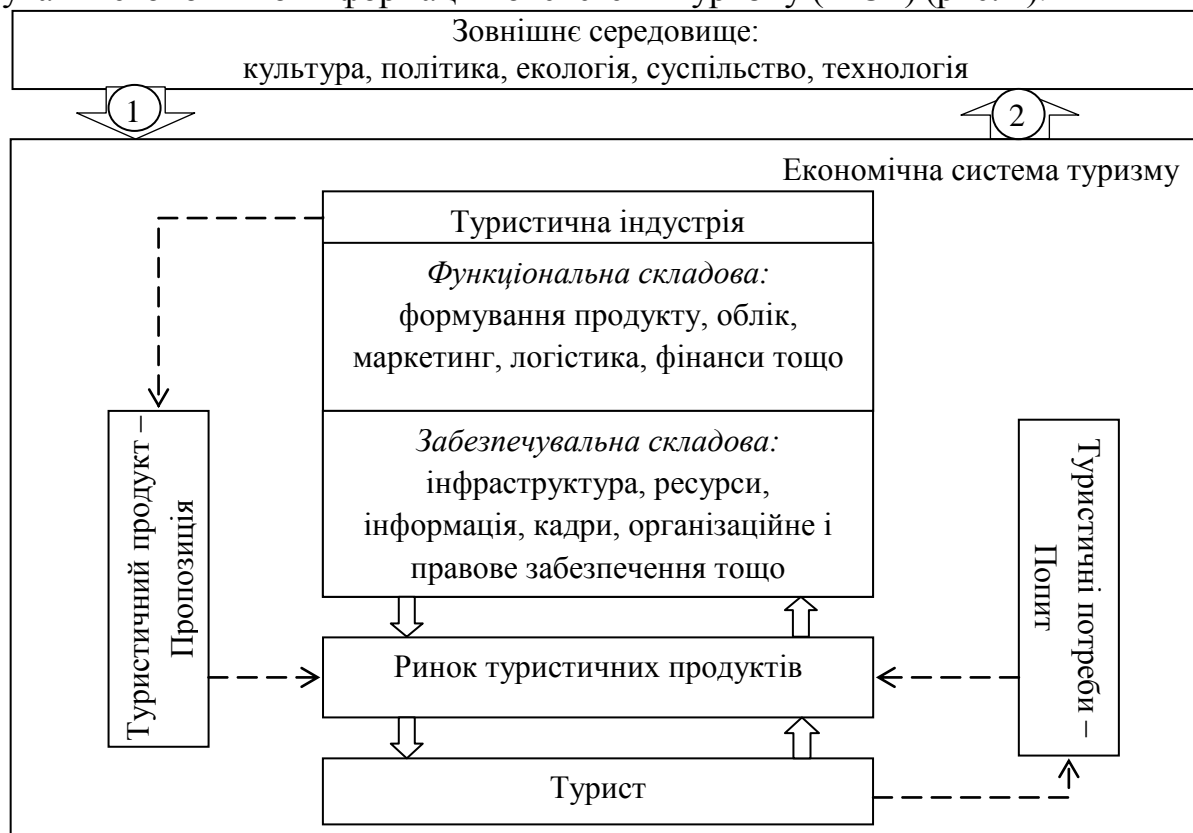 Зовнішнє середовище:
культура, політика, екологія, суспільство, технологія
1
2
Економічна система туризму
Туристична індустрія
Функціональна складова:
формування продукту, облік,
маркетинг, логістика, фінанси тощо
Забезпечувальна складова:
інфраструктура, ресурси,
інформація, кадри, організаційне і
правове забезпечення тощо
Туристичний продукт –
Пропозиція
Туристичні потреби –
Попит
Ринок туристичних продуктів
Турист